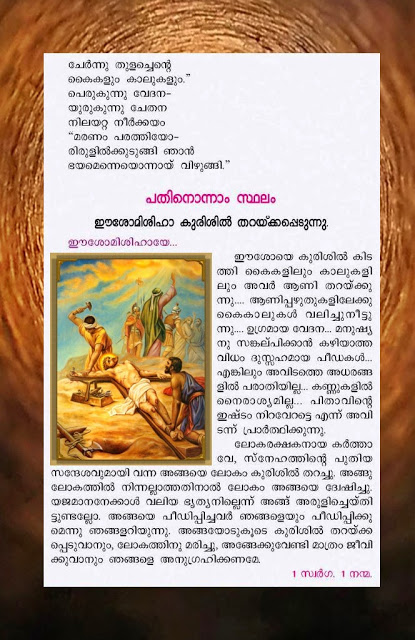 ചേർന്നു തുളച്ചെന്റെ
കൈകളും കാലുകളും.”
പെരുകുന്നു വേദന–
യുരുകുന്നു ചേതന
നിലയറ്റ നീർക്കയം
“മരണം പരത്തിയോ–
രിരുളിൽക്കുടുങ്ങി ഞാൻ
ഭയമെന്നെയൊന്നായ് വിഴുങ്ങി.”
പതിനൊന്നാം സ്ഥലം
ഈശോമിശിഹാ കുരിശിൽ തറയ്ക്കപ്പെടുന്നു.
ഈശോമിശിഹായേ...
ഈശോയെ കുരിശിൽ കിട
ത്തി കൈകളിലും കാലുകളി
ലും അവർ ആണി തറയ്ക്കു
ന്നു.... ആണിപ്പഴുതുകളിലേക്കു
കൈകാലുകൾ വലിച്ചുനീട്ടു
ന്നു.... ഉഗ്രമായ വേദന... മനുഷ്യ
നു സങ്കല്പിക്കാൻ കഴിയാത്ത
വിധം ദുസ്സഹമായ പീഡകൾ...
എങ്കിലും അവിടത്തെ അധരങ്ങ
ളിൽ പരാതിയില്ല... കണ്ണുകളിൽ
നൈരാശ്യമില്ല... പിതാവിന്റെ
ഇഷ്ടം നിറവേറട്ടെ എന്ന് അവി
ടന്ന് പ്രാർത്ഥിക്കുന്നു.
ലോകരക്ഷകനായ കർത്താ
വേ, സ്നേഹത്തിന്റെ പുതിയ
സന്ദേശവുമായി വന്ന അങ്ങയെ ലോകം കുരിശിൽ തറച്ചു. അങ്ങു
ലോകത്തിൽ നിന്നല്ലാത്തതിനാൽ ലോകം അങ്ങയെ ദ്വേഷിച്ചു.
യജമാനനേക്കാൾ വലിയ ഭൃത്യനില്ലെന്ന് അങ്ങ് അരുളിച്ചെയ്തി
ട്ടുണ്ടല്ലോ. അങ്ങയെ പീഡിപ്പിച്ചവർ ഞങ്ങളെയും പീഡിപ്പിക്കു
മെന്നു ഞങ്ങളറിയുന്നു. അങ്ങയോടുകൂടെ കുരിശിൽ തറയ്ക്ക
പ്പെടുവാനും, ലോകത്തിനു മരിച്ചു, അങ്ങേക്കുവേണ്ടി മാത്രം ജീവി
ക്കുവാനും ഞങ്ങളെ അനുഗ്രഹിക്കണമേ.
1 സ്വർഗ. 1 നന്മ.